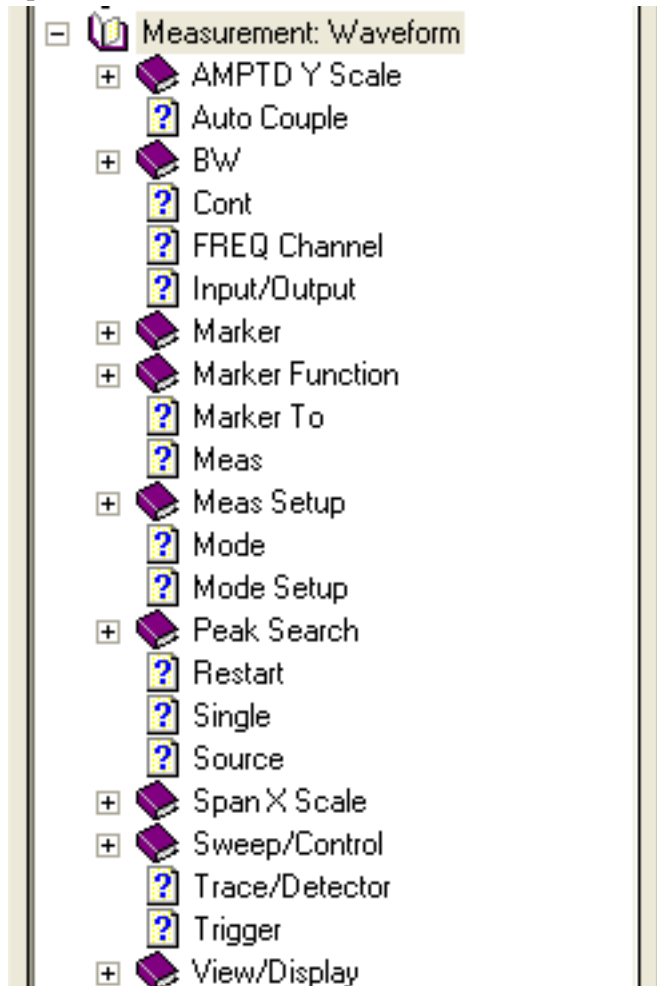 Measurement: Waveform
AMPTD Y Scale
Auto Couple
BW
Cont
FREQ Channel
Input/Output
Marker
Marker Function
Marker To
Meas
Meas Setup
Mode
Mode Setup
Peak Search
Restart
Single
Source
Span X Scale
Sweep/Control
Trace/Detector
Trigger
View/Display